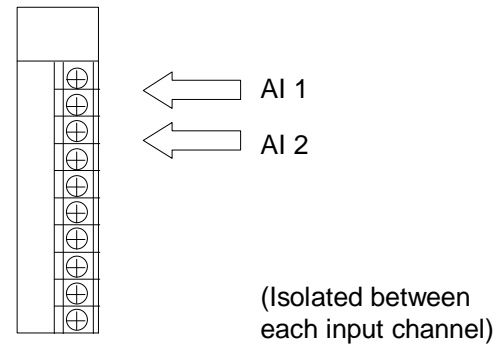 AI 1
AI 2
(Isolated between
each input channel)